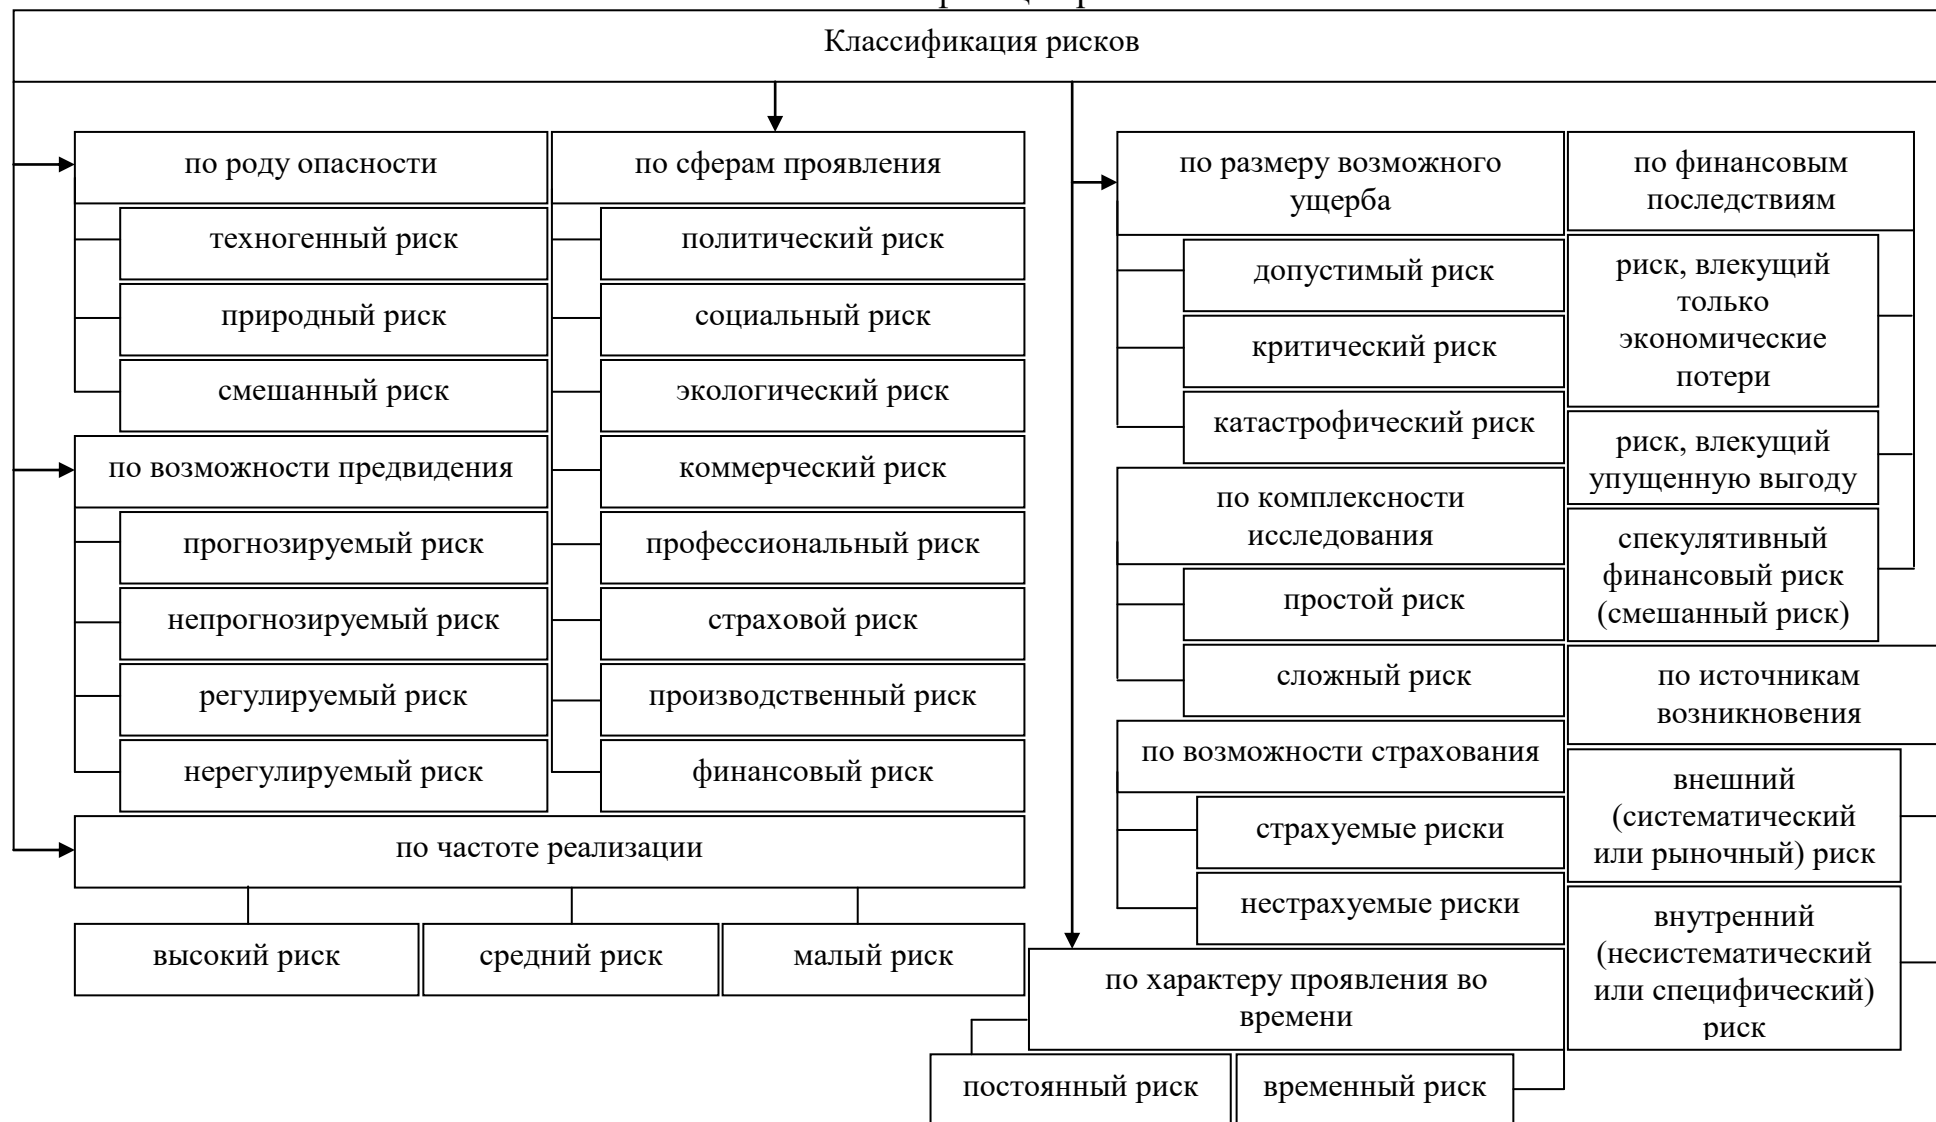 Классификация рисков
по роду опасности
техногенный риск
природный риск
смешанный риск
по возможности предвидения
прогнозируемый риск
непрогнозируемый риск
регулируемый риск
нерегулируемый риск
по сферам проявления
политический риск
социальный риск
экологический риск
коммерческий риск
профессиональный риск
страховой риск
производственный риск
финансовый риск
по частоте реализации
высокий риск
средний риск
малый риск
по размеру возможного
ущерба
допустимый риск
критический риск
катастрофический риск
по комплексности
исследования
простой риск
сложный риск
по возможности страхования
страхуемые риски
нестрахуемые риски
по характеру проявления во
времени
постоянный риск
временный риск
по финансовым
последствиям
риск, влекущий
только
экономические
потери
риск, влекущий
упущенную выгоду
спекулятивный
финансовый риск
(смешанный риск)
по источникам
возникновения
внешний
(систематический
или рыночный) риск
внутренний
(несистематический
или специфический)
риск